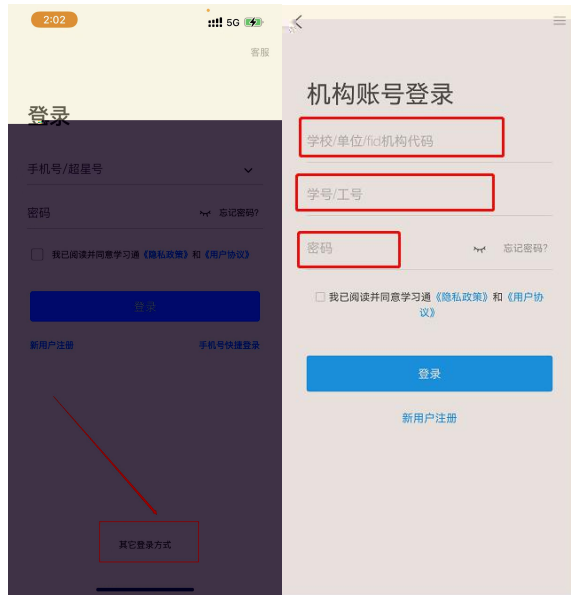 2:02
5G
客服
登录
手机号/超星号
密码
忘记密码?
我已阅读并同意学习通《隐私政策》和《用户协议》
登录
新用户注册
手机号快捷登录
其它登录方式
机构账号登录
学校/单位/fid机构代码
学号/工号
密码
忘记密码?
我已阅读并同意学习通《隐私政策》和《用户协
议》
登录
新用户注册